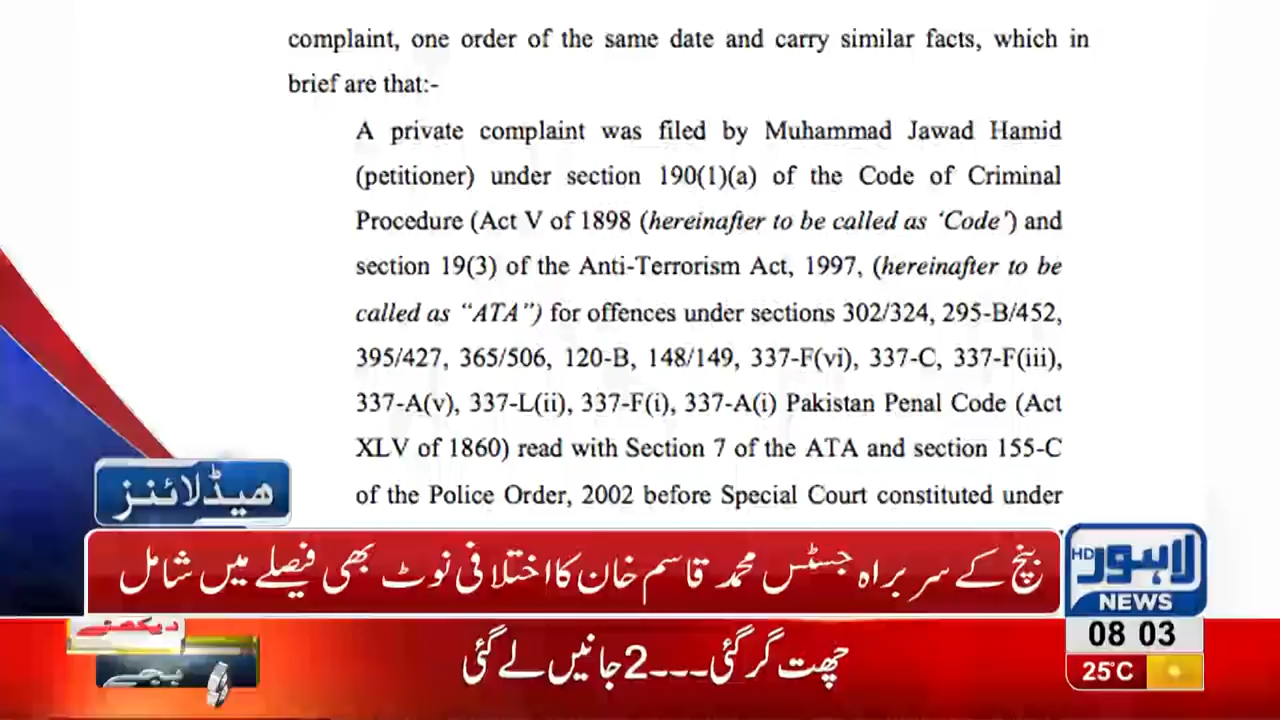 complaint, one order of the same date and carry similar facts, which in
brief are that:-
A private complaint was filed by Muhammad Jawad Hamid
(petitioner) under section 190(1)(a) of the Code of Criminal
Procedure (Act V of 1898 (hereinafter to be called as ‘Code’) and
section 19(3) of the Anti-Terrorism Act, 1997, (hereinafter to be
called as “ATA”) for offences under sections 302/324, 295-B/452,
395/427, 365/506, 120-B, 148/149, 337-F(vi), 337-C, 337-F(iii),
337-A(v), 337-L(ii), 337-F(i), 337-A(i) Pakistan Penal Code (Act
XLV of 1860) read with Section 7 of the ATA and section 155-C
of the Police Order, 2002 before Special Court constituted under
ہیڈلائنز
بنچ کے سربراہ جسٹس محمد قاسم خان کا اختلافی نوٹ بھی فیصلے میں شامل
لاہور HD
NEWS
08 03
25°C
دیکھئے
بجے
چھت گر گئی۔۔۔2 جانیں لے گئی